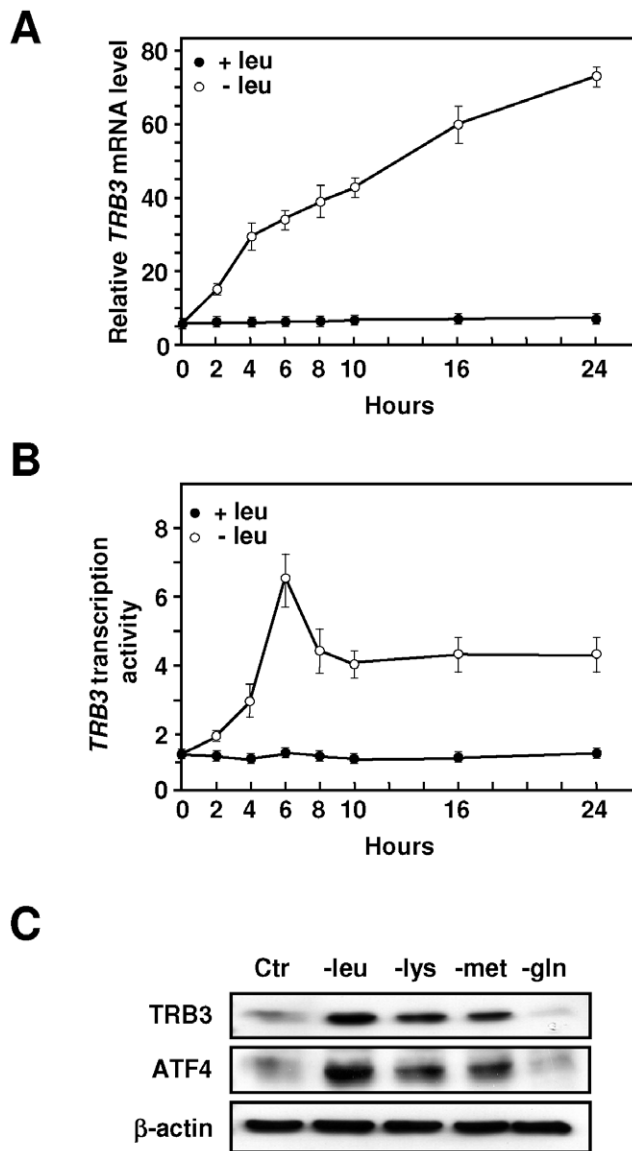 A
Relative TRB3 mRNA level
80
60
40
20
0
+ leu
- leu
0 2 4 6 8 10 16 24
Hours
B
TRB3 transcription
activity
8
6
4
2
0
+ leu
- leu
0 2 4 6 8 10 16 24
Hours
C
Ctr -leu -lys -met -gln
TRB3
ATF4
β-actin